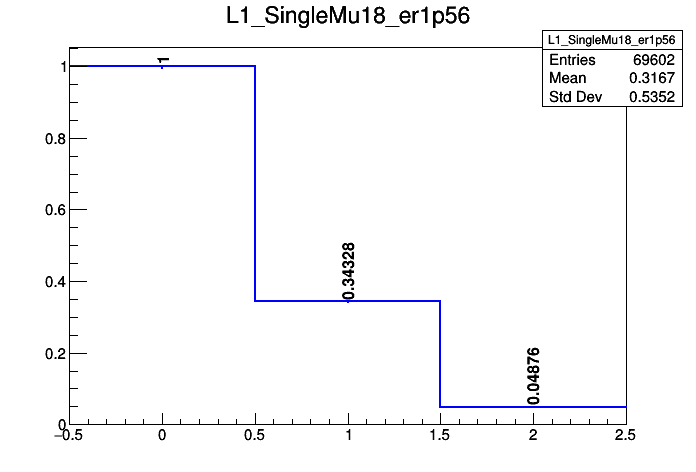 L1_SingleMu18_er1p56
L1_SingleMu18_er1p56
Entries 69602
Mean 0.3167
Std Dev 0.5352
1
0.8
0.6
0.4
0.2
0
1
0.34328
0.04876
−0.5 0 0.5 1 1.5 2 2.5